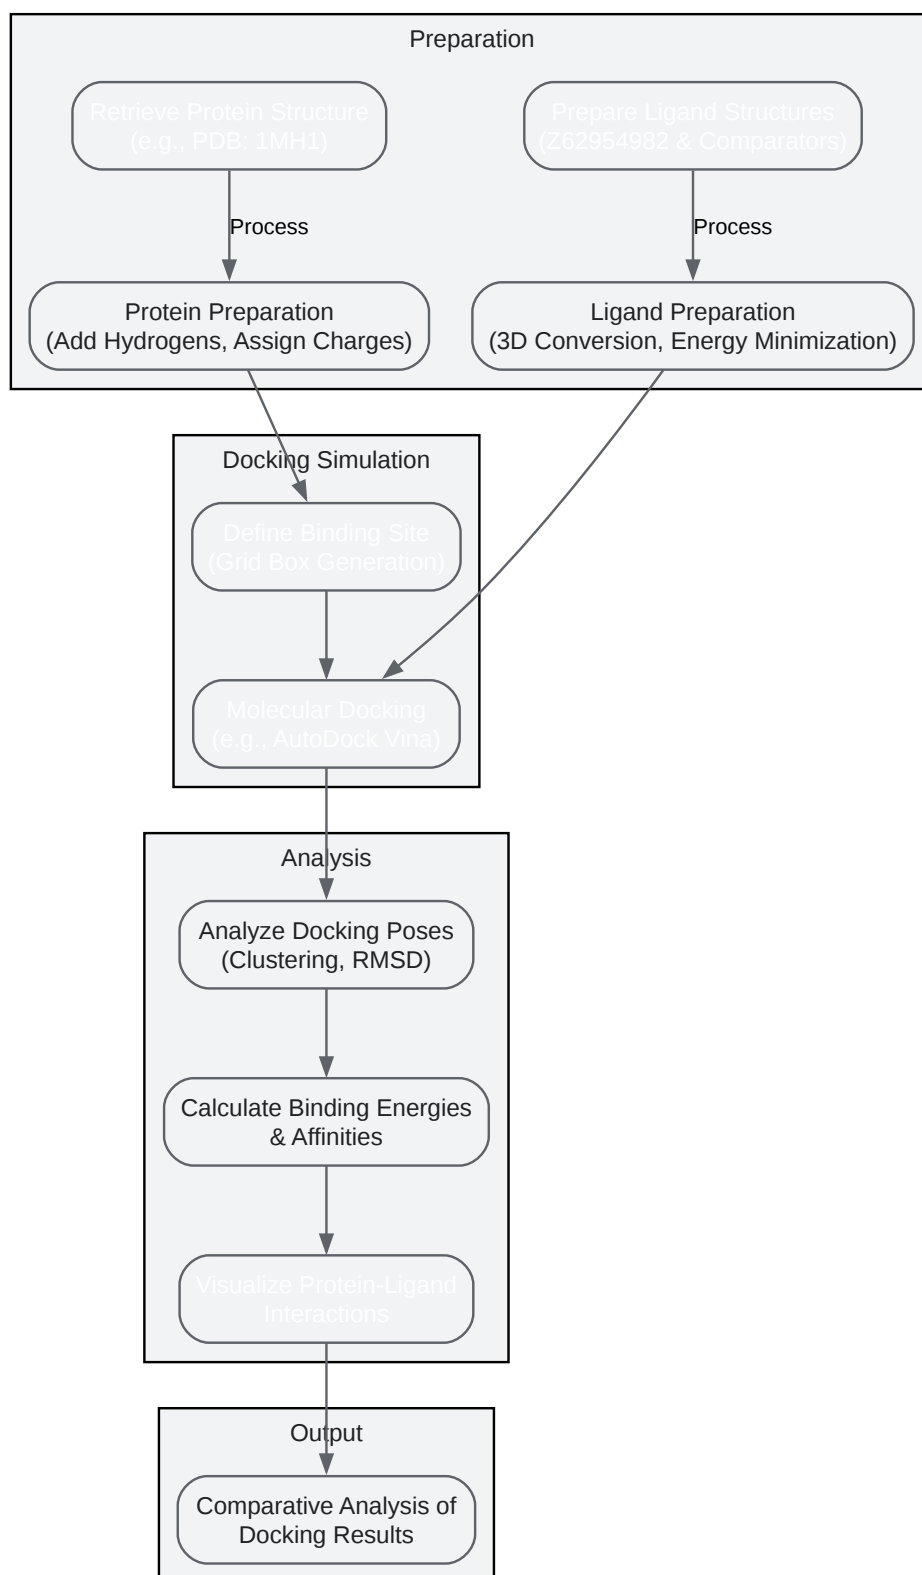 Preparation
Retrieve Protein Structure
(e.g., PDB: 1MH1)
Prepare Ligand Structures
(Z62954982 & Comparators)
Process
Process
Protein Preparation
(Add Hydrogens, Assign Charges)
Ligand Preparation
(3D Conversion, Energy Minimization)
Docking Simulation
Define Binding Site
(Grid Box Generation)
Molecular Docking
(e.g., AutoDock Vina)
Analysis
Analyze Docking Poses
(Clustering, RMSD)
Calculate Binding Energies
& Affinities
Visualize Protein-Ligand
Interactions
Output
Comparative Analysis of
Docking Results